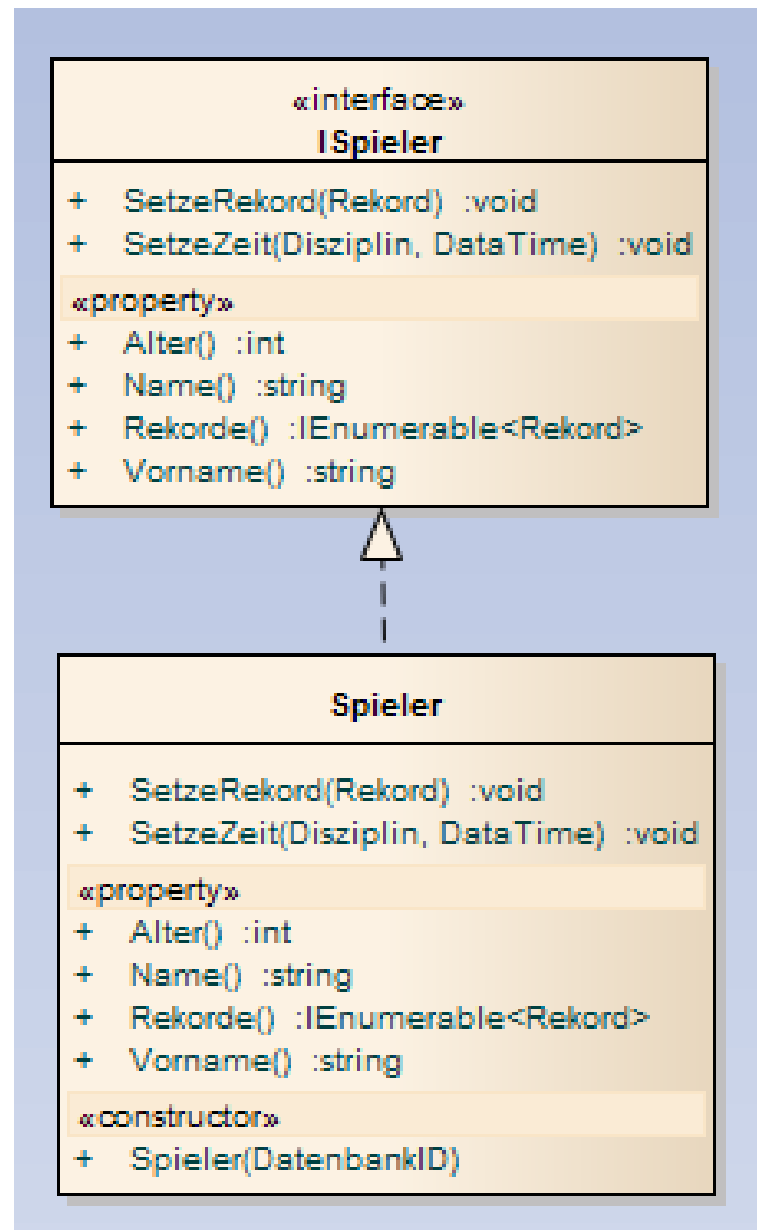 «interface»
ISpieler
+ SetzeRekord(Rekord) :void
+ SetzeZeit(Disziplin, DataTime) :void
«property»
+ Alter() :int
+ Name() :string
+ Rekorde() :IEnumerable<Rekord>
+ Vorname() :string
Spieler
+ SetzeRekord(Rekord) :void
+ SetzeZeit(Disziplin, DataTime) :void
«property»
+ Alter() :int
+ Name() :string
+ Rekorde() :IEnumerable<Rekord>
+ Vorname() :string
«constructor»
+ Spieler(DatenbankID)